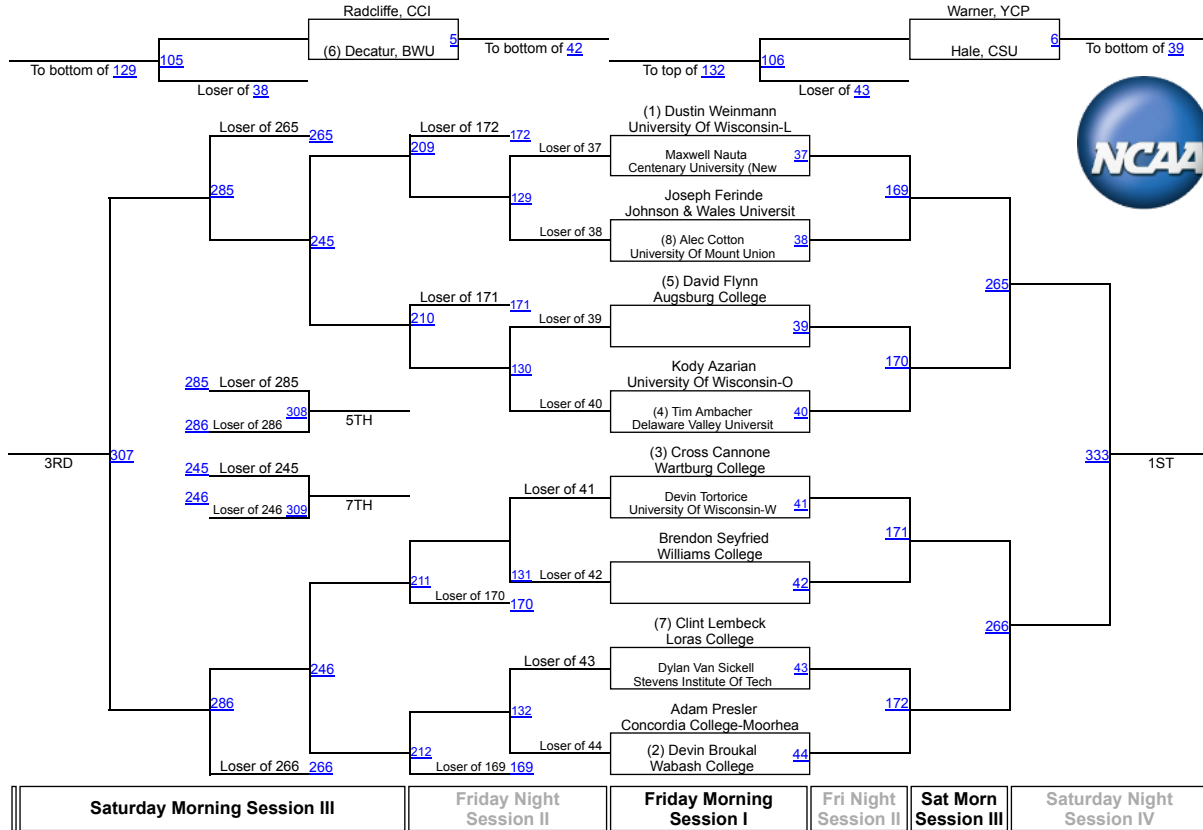 Radcliffe, CCI
(6) Decatur, BWU
5
To bottom of 42
To bottom of 129
105
Loser of 38
Warner, YCP
Hale, CSU
6
To bottom of 39
To top of 132
106
Loser of 43
NCAA
Loser of 265
265
Loser of 172
172
209
Loser of 37
(1) Dustin Weinmann
University Of Wisconsin-L
Maxwell Nauta
Centenary University (New
37
285
129
169
Joseph Ferinde
Johnson & Wales Universit
245
Loser of 38
(8) Alec Cotton
University Of Mount Union
38
(5) David Flynn
Augsburg College
265
Loser of 171
171
210
Loser of 39
39
130
170
Kody Azarian
University Of Wisconsin-O
285
Loser of 285
308
5TH
286
Loser of 286
Loser of 40
(4) Tim Ambacher
Delaware Valley Universit
40
3RD
307
333
1ST
(3) Cross Cannone
Wartburg College
245
Loser of 245
7TH
246
Loser of 246
309
Loser of 41
Devin Tortorice
University Of Wisconsin-W
41
171
Brendon Seyfried
Williams College
211
131
Loser of 42
42
Loser of 170
170
266
(7) Clint Lembeck
Loras College
246
Loser of 43
Dylan Van Sickell
Stevens Institute Of Tech
43
286
132
172
Adam Presler
Concordia College-Moorhea
212
Loser of 44
(2) Devin Broukal
Wabash College
44
Loser of 266
266
Loser of 169
169
Saturday Morning Session III
Friday Night
Session II
Friday Morning
Session I
Fri Night
Session II
Sat Morn
Session III
Saturday Night
Session IV